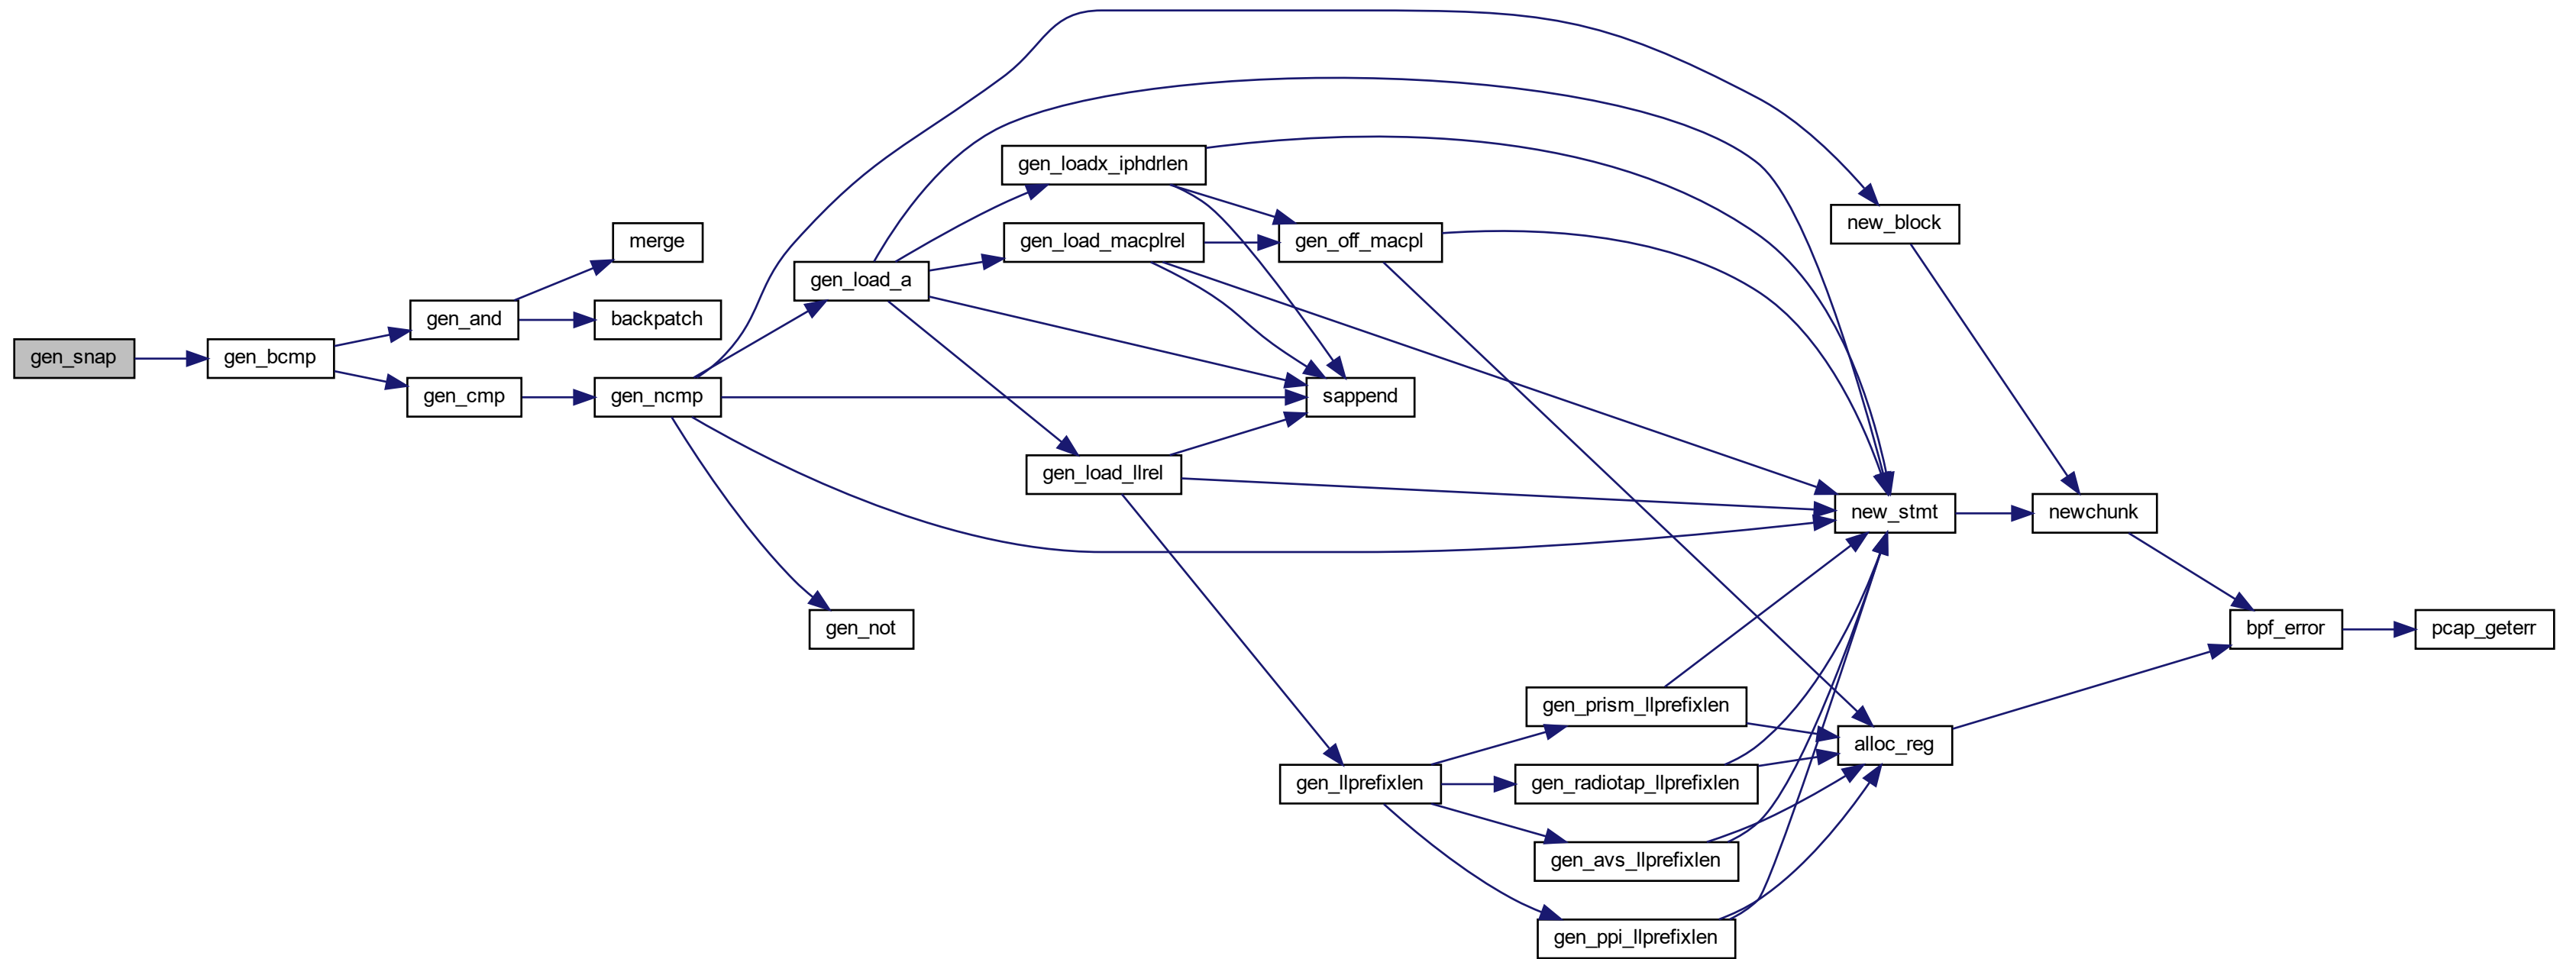 gen_snap
gen_bcmp
gen_and
gen_cmp
merge
backpatch
gen_ncmp
gen_load_a
gen_not
gen_loadx_iphdrlen
gen_load_macplrel
gen_load_llrel
gen_off_macpl
sappend
gen_llprefixlen
gen_prism_llprefixlen
gen_radiotap_llprefixlen
gen_avs_llprefixlen
gen_ppi_llprefixlen
new_block
new_stmt
alloc_reg
newchunk
bpf_error
pcap_geterr